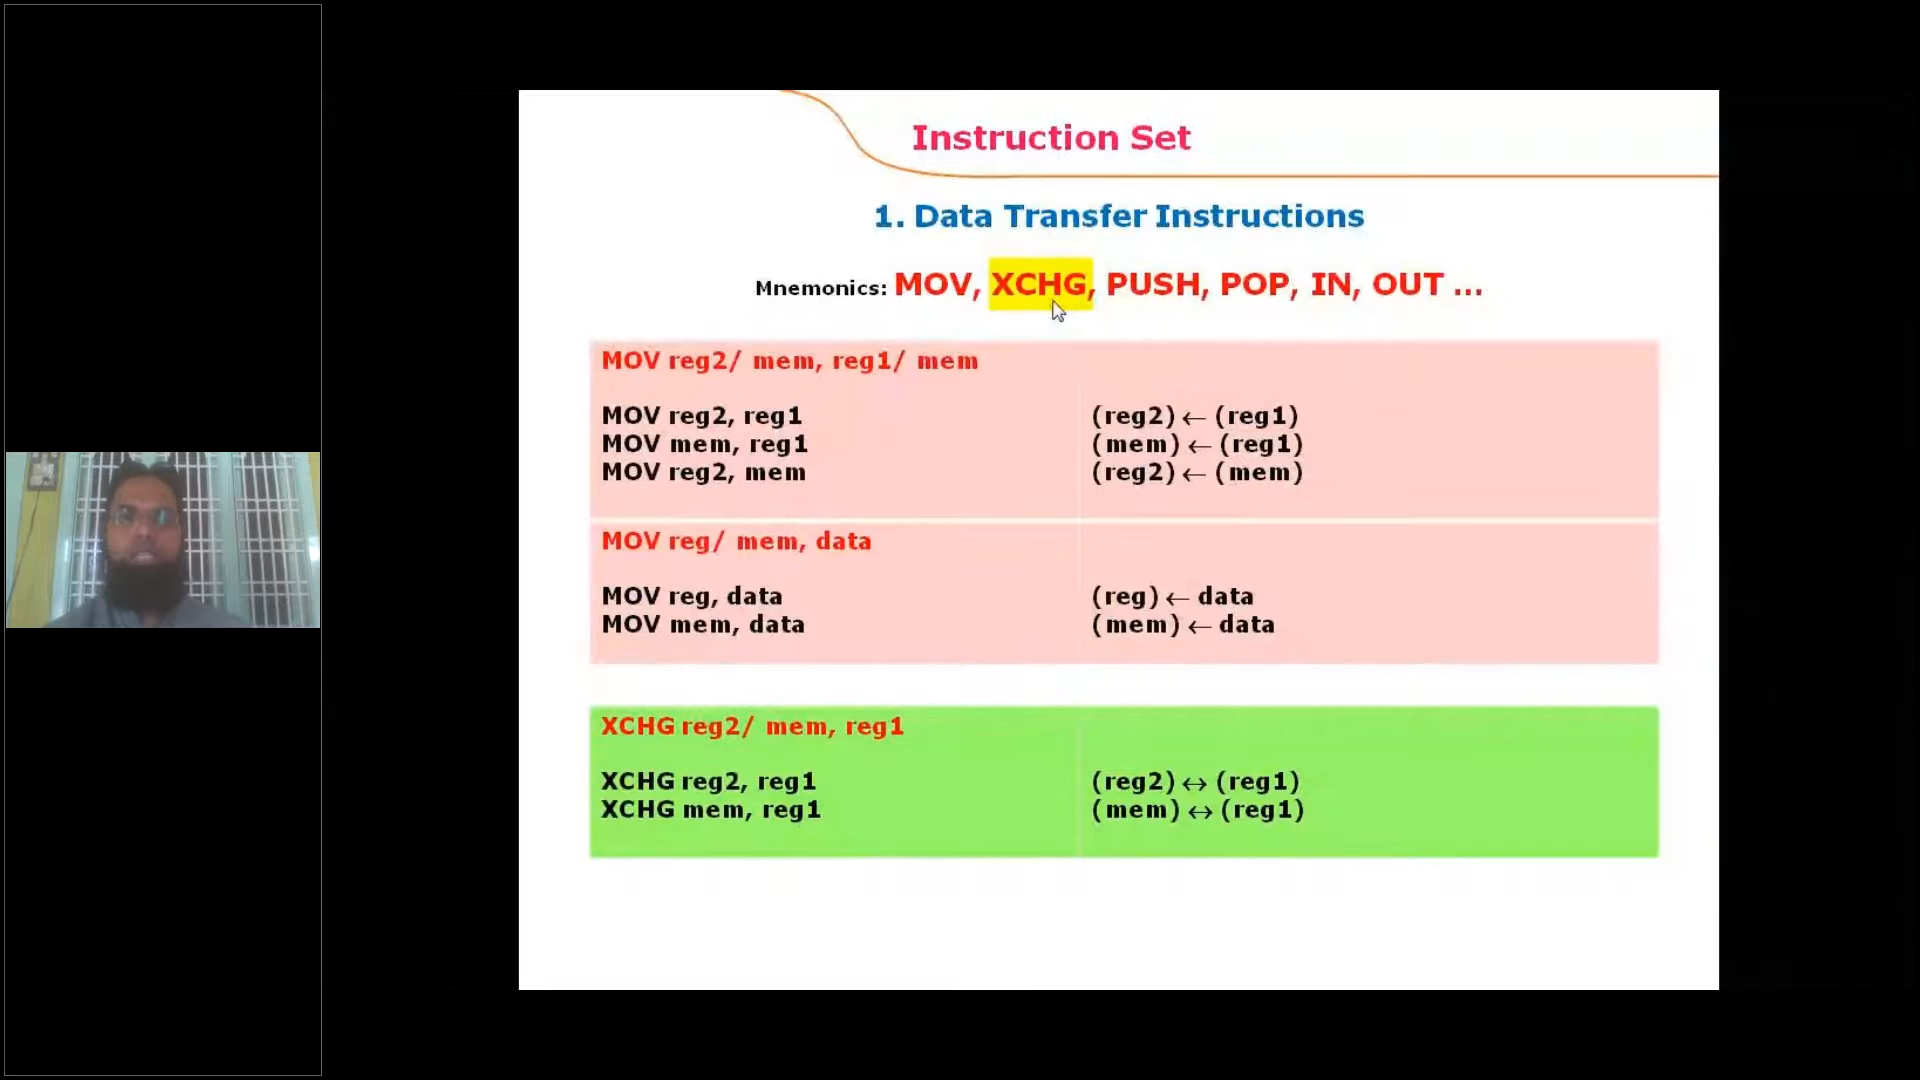 Instruction Set
1. Data Transfer Instructions
Mnemonics: MOV, XCHG, PUSH, POP, IN, OUT ...
MOV reg2/ mem, reg1/ mem
MOV reg2, reg1 (reg2) ← (reg1)
MOV mem, reg1 (mem) ← (reg1)
MOV reg2, mem (reg2) ← (mem)
MOV reg/ mem, data
MOV reg, data (reg) ← data
MOV mem, data (mem) ← data
XCHG reg2/ mem, reg1
XCHG reg2, reg1 (reg2) ↔ (reg1)
XCHG mem, reg1 (mem) ↔ (reg1)